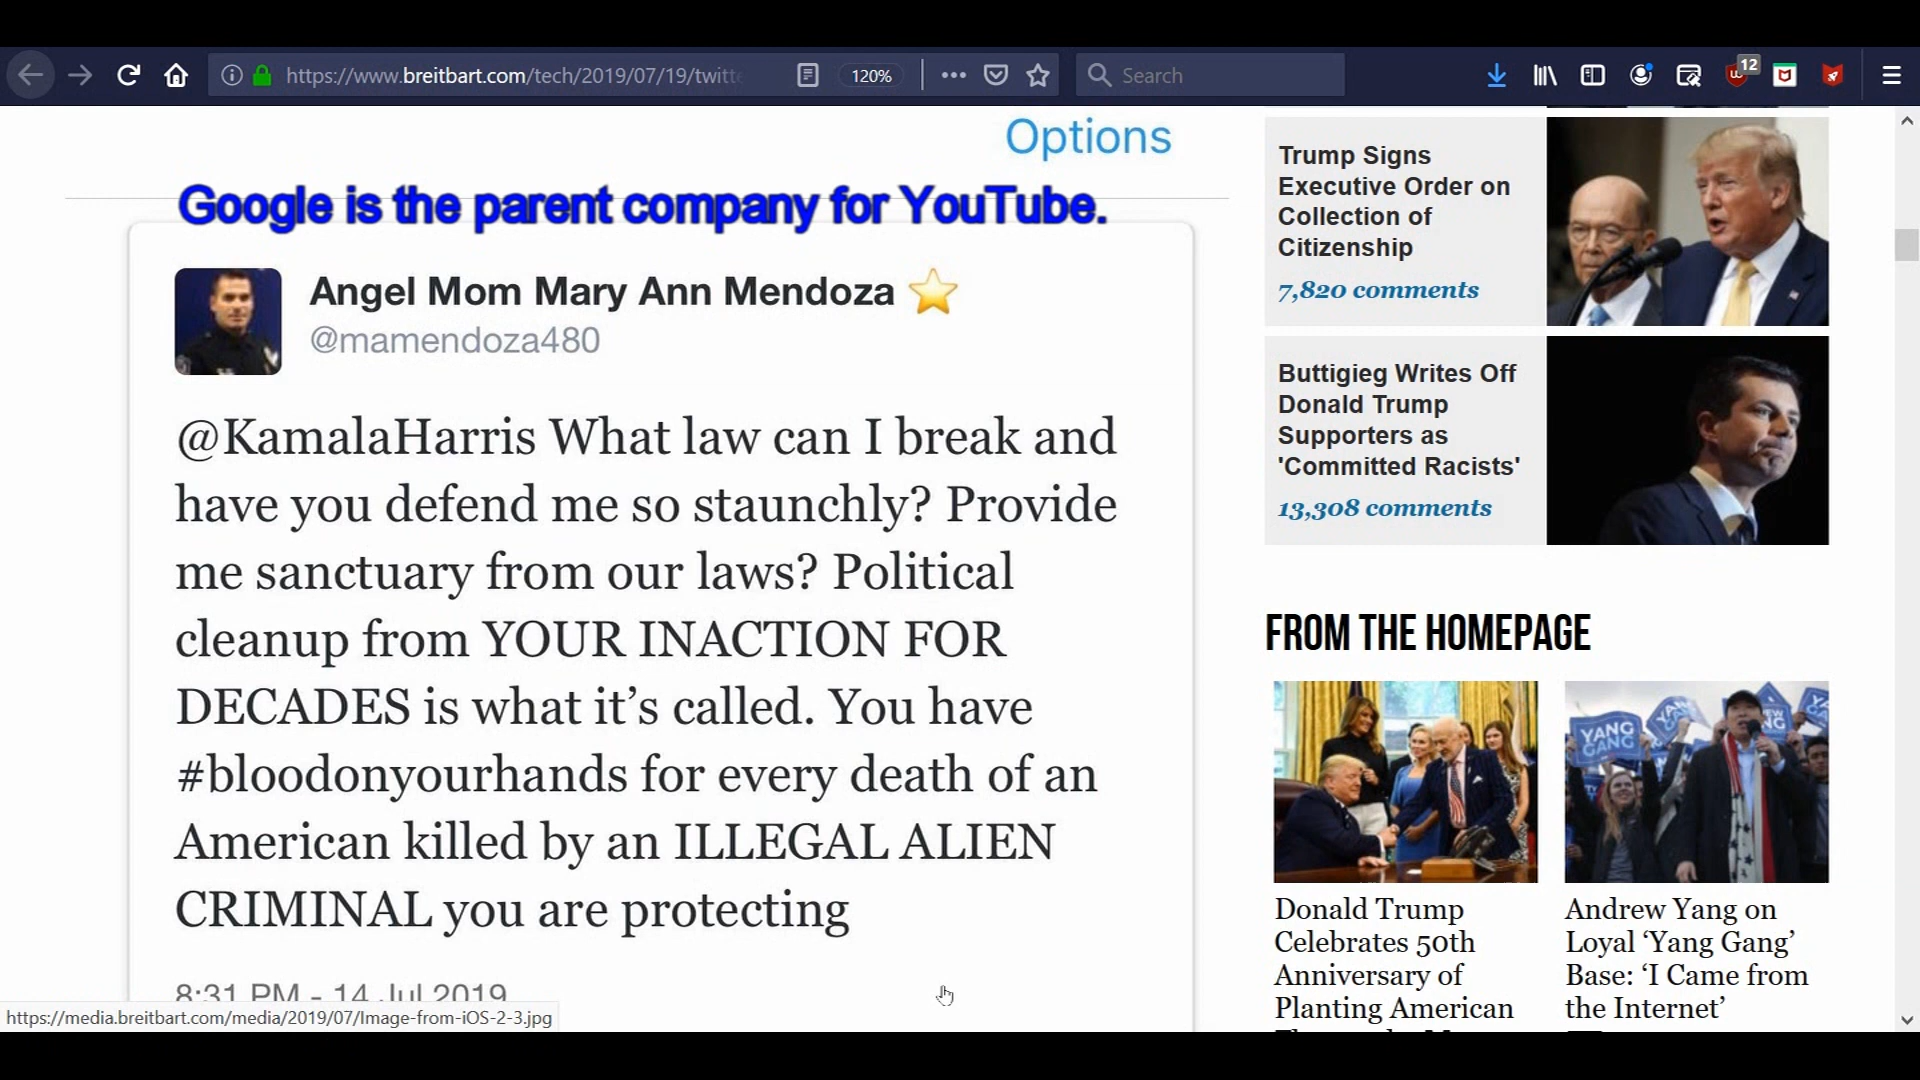 https://www.breitbart.com/tech/2019/07/19/twitte
120%
Search
12
Options
Google is the parent company for YouTube.
Angel Mom Mary Ann Mendoza
@mamendoza480
@KamalaHarris What law can I break and
have you defend me so staunchly? Provide
me sanctuary from our laws? Political
cleanup from YOUR INACTION FOR
DECADES is what it’s called. You have
#bloodonyourhands for every death of an
American killed by an ILLEGAL ALIEN
CRIMINAL you are protecting
8:31 PM - 14 Jul 2019
https://media.breitbart.com/media/2019/07/Image-from-iOS-2-3.jpg
Trump Signs
Executive Order on
Collection of
Citizenship
7,820 comments
Buttigieg Writes Off
Donald Trump
Supporters as
'Committed Racists'
13,308 comments
FROM THE HOMEPAGE
YANG
GANG
Donald Trump
Celebrates 50th
Anniversary of
Planting American
Andrew Yang on
Loyal ‘Yang Gang’
Base: ‘I Came from
the Internet’